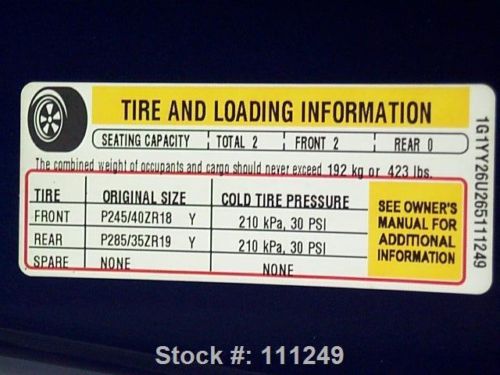 TIRE AND LOADING INFORMATION
SEATING CAPACITY TOTAL 2 FRONT 2 REAR 0
The combined weight of occupants and cargo should never exceed 192 kg or 423 lbs.
TIRE ORIGINAL SIZE COLD TIRE PRESSURE
FRONT P245/40ZR18 Y 210 kPa, 30 PSI
REAR P285/35ZR19 Y 210 kPa, 30 PSI
SPARE NONE NONE
SEE OWNER'S
MANUAL FOR
ADDITIONAL
INFORMATION
1G1YY26U265111249
Stock #: 111249